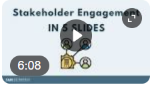 Stakeholder Engagement
IN 5 SLIDES
6:08